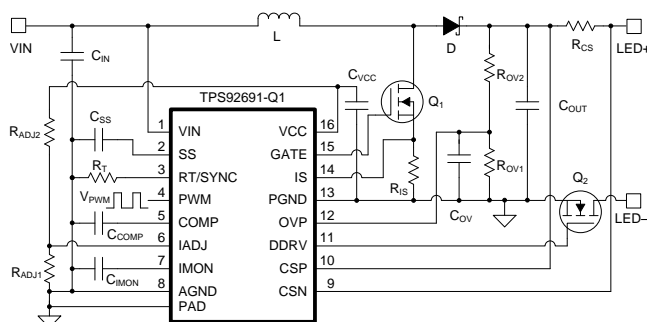 VIN
L
D
R_CS
LED+
C_IN
C_VCC
R_OV2
C_OUT
TPS92691-Q1
Q_1
R_ADJ2
C_SS
1 VIN VCC 16
2 SS GATE 15
R_T
3 RT/SYNC IS 14
R_IS
R_OV1
Q_2
V_PWM
4 PWM PGND 13
LED–
5 COMP OVP 12
C_COMP
C_OV
6 IADJ DDRV 11
R_ADJ1
7 IMON CSP 10
C_IMON
8 AGND CSN 9
PAD